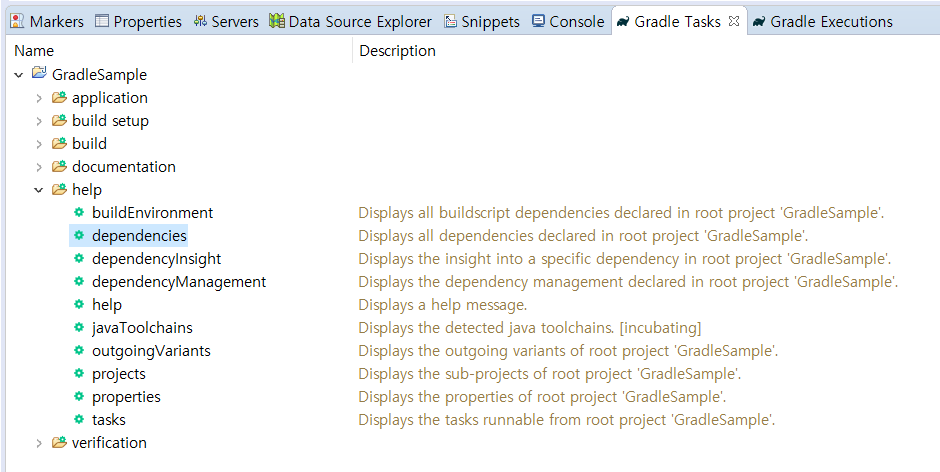 Markers Properties Servers Data Source Explorer Snippets Console Gradle Tasks Gradle Executions
Name Description
GradleSample
application
build setup
build
documentation
help
buildEnvironment Displays all buildscript dependencies declared in root project 'GradleSample'.
dependencies Displays all dependencies declared in root project 'GradleSample'.
dependencyInsight Displays the insight into a specific dependency in root project 'GradleSample'.
dependencyManagement Displays the dependency management declared in root project 'GradleSample'.
help Displays a help message.
javaToolchains Displays the detected java toolchains. [incubating]
outgoingVariants Displays the outgoing variants of root project 'GradleSample'.
projects Displays the sub-projects of root project 'GradleSample'.
properties Displays the properties of root project 'GradleSample'.
tasks Displays the tasks runnable from root project 'GradleSample'.
verification